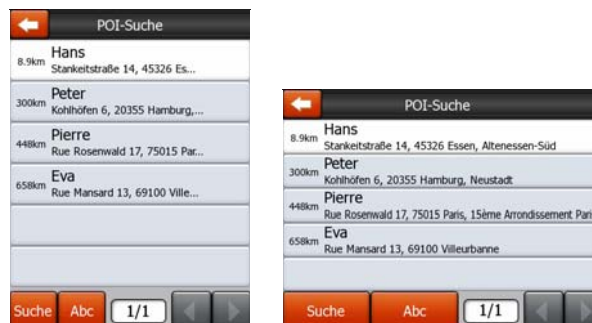 POI-Suche
8.9km Hans
Stankeitstraße 14, 45326 Es...
300km Peter
Kohlhöfen 6, 20355 Hamburg,...
448km Pierre
Rue Rosenwald 17, 75015 Par...
658km Eva
Rue Mansard 13, 69100 Ville...
Suche Abc 1/1
POI-Suche
8.9km Hans
Stankeitstraße 14, 45326 Essen, Altenessen-Süd
300km Peter
Kohlhöfen 6, 20355 Hamburg, Neustadt
448km Pierre
Rue Rosenwald 17, 75015 Paris, 15ème Arrondissement Pari
658km Eva
Rue Mansard 13, 69100 Villeurbanne
Suche Abc 1/1